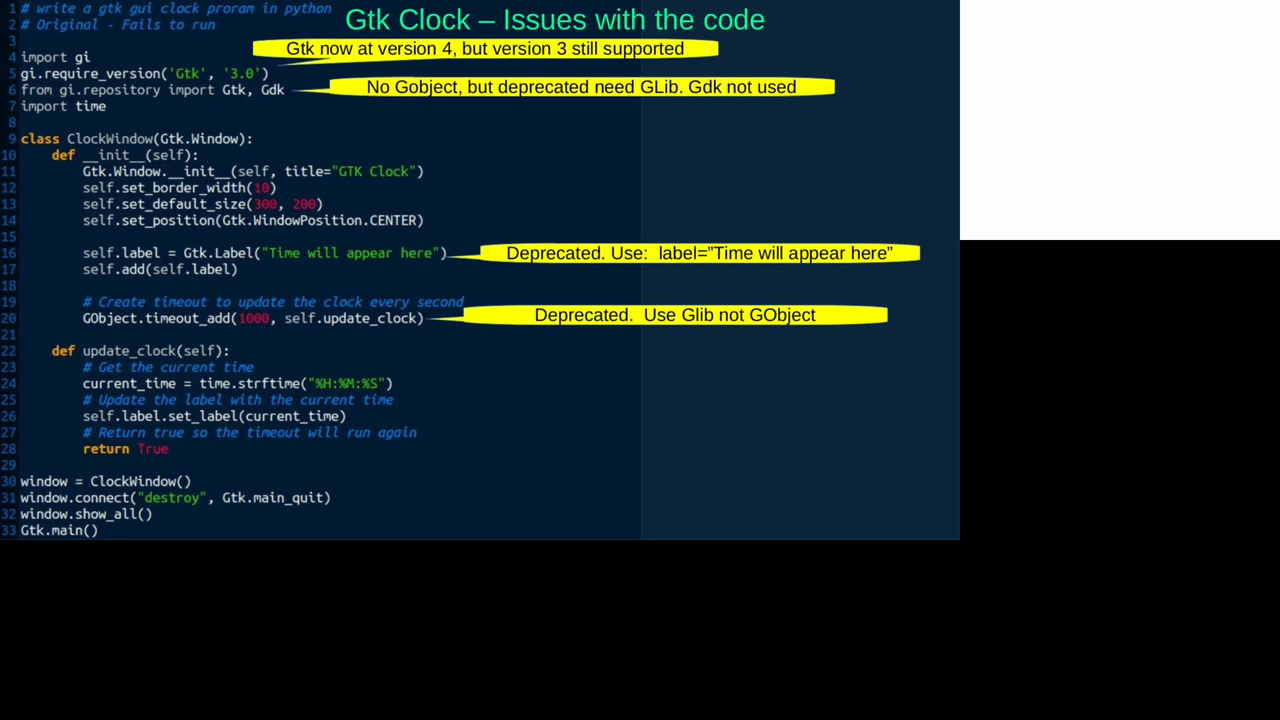 Gtk Clock – Issues with the code
1 # write a gtk gui clock proram in python
2 # Original - Fails to run
3
Gtk now at version 4, but version 3 still supported
4 import gi
5 gi.require_version('Gtk', '3.0')
6 from gi.repository import Gtk, Gdk
No Gobject, but deprecated need GLib. Gdk not used
7 import time
8
9 class ClockWindow(Gtk.Window):
10     def __init__(self):
11         Gtk.Window.__init__(self, title="GTK Clock")
12         self.set_border_width(10)
13         self.set_default_size(300, 200)
14         self.set_position(Gtk.WindowPosition.CENTER)
15
16         self.label = Gtk.Label("Time will appear here")
Deprecated. Use:  label=”Time will appear here”
17         self.add(self.label)
18
19         # Create timeout to update the clock every second
20         GObject.timeout_add(1000, self.update_clock)
Deprecated.  Use Glib not GObject
21
22     def update_clock(self):
23         # Get the current time
24         current_time = time.strftime("%H:%M:%S")
25         # Update the label with the current time
26         self.label.set_label(current_time)
27         # Return true so the timeout will run again
28         return True
29
30 window = ClockWindow()
31 window.connect("destroy", Gtk.main_quit)
32 window.show_all()
33 Gtk.main()